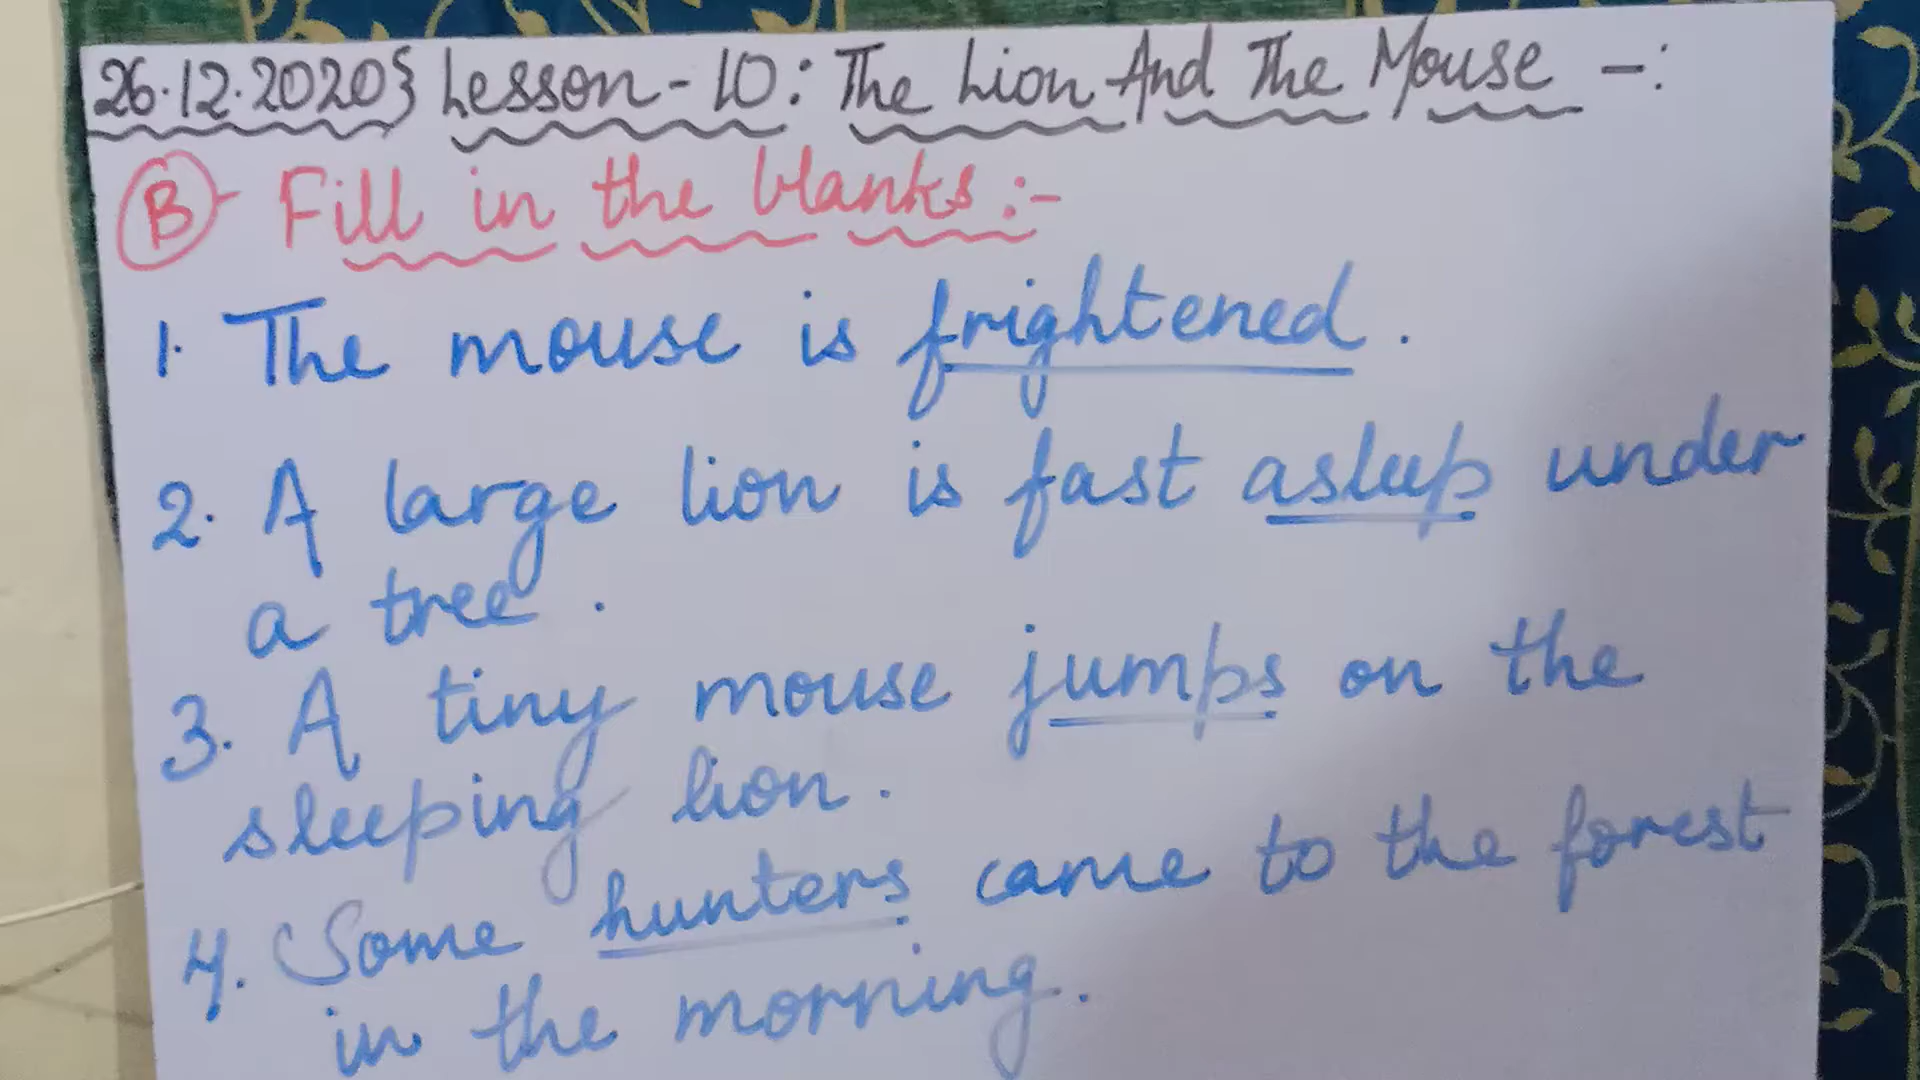 26.12.2020} Lesson-10: The Lion And The Mouse -:
B- Fill in the blanks:-
1. The mouse is frightened.
2. A large lion is fast asleep under
a tree.
3. A tiny mouse jumps on the
sleeping lion.
4. Some hunters came to the forest
in the morning.